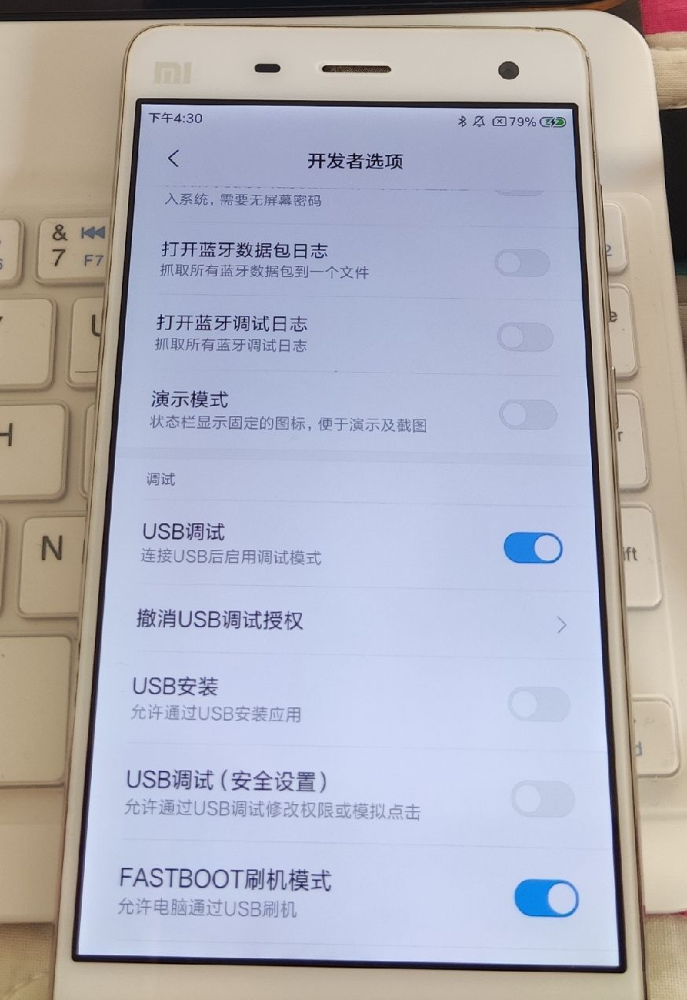 mi
下午4:30
79%
开发者选项
入系统，需要无屏幕密码
打开蓝牙数据包日志
抓取所有蓝牙数据包到一个文件
打开蓝牙调试日志
抓取所有蓝牙调试日志
演示模式
状态栏显示固定的图标，便于演示及截图
调试
USB调试
连接USB后启用调试模式
撤消USB调试授权
USB安装
允许通过USB安装应用
USB调试（安全设置）
允许通过USB调试修改权限或模拟点击
FASTBOOT刷机模式
允许电脑通过USB刷机
&
7 F7
H
N